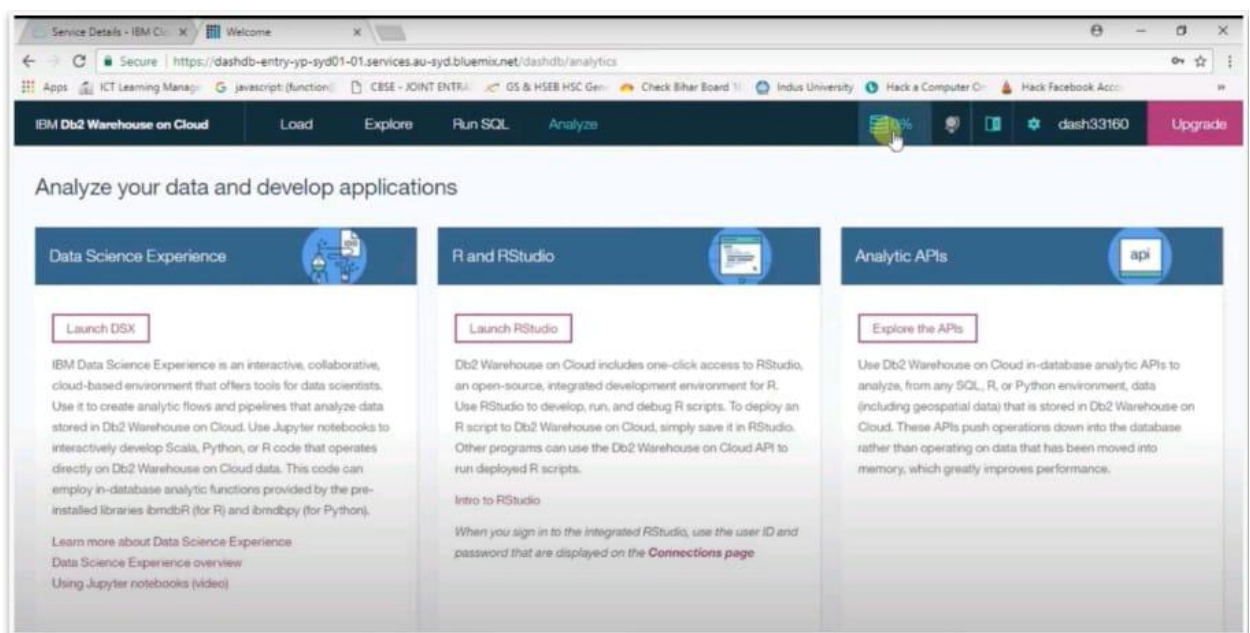 Service Details - IBM Clo
Welcome
Secure | https://dashdb-entry-yp-syd01-01.services.au-syd.bluemix.net/dashdb/analytics
Apps ICT Learning Manag javascript:(function( CBSE - JOINT ENTRA GS & HSEB HSC Gen Check Bihar Board 1 Indus University Hack a Computer O Hack Facebook Acco »
IBM Db2 Warehouse on Cloud Load Explore Run SQL Analyze 0% dash33160 Upgrade
Analyze your data and develop applications
Data Science Experience
Launch DSX
IBM Data Science Experience is an interactive, collaborative,
cloud-based environment that offers tools for data scientists.
Use it to create analytic flows and pipelines that analyze data
stored in Db2 Warehouse on Cloud. Use Jupyter notebooks to
interactively develop Scala, Python, or R code that operates
directly on Db2 Warehouse on Cloud data. This code can
employ in-database analytic functions provided by the pre-
installed libraries ibmdbR (for R) and ibmdbpy (for Python).
Learn more about Data Science Experience
Data Science Experience overview
Using Jupyter notebooks (video)
R and RStudio
Launch RStudio
Db2 Warehouse on Cloud includes one-click access to RStudio,
an open-source, integrated development environment for R.
Use RStudio to develop, run, and debug R scripts. To deploy an
R script to Db2 Warehouse on Cloud, simply save it in RStudio.
Other programs can use the Db2 Warehouse on Cloud API to
run deployed R scripts.
Intro to RStudio
When you sign in to the integrated RStudio, use the user ID and
password that are displayed on the Connections page
Analytic APIs
api
Explore the APIs
Use Db2 Warehouse on Cloud in-database analytic APIs to
analyze, from any SQL, R, or Python environment, data
(including geospatial data) that is stored in Db2 Warehouse on
Cloud. These APIs push operations down into the database
rather than operating on data that has been moved into
memory, which greatly improves performance.